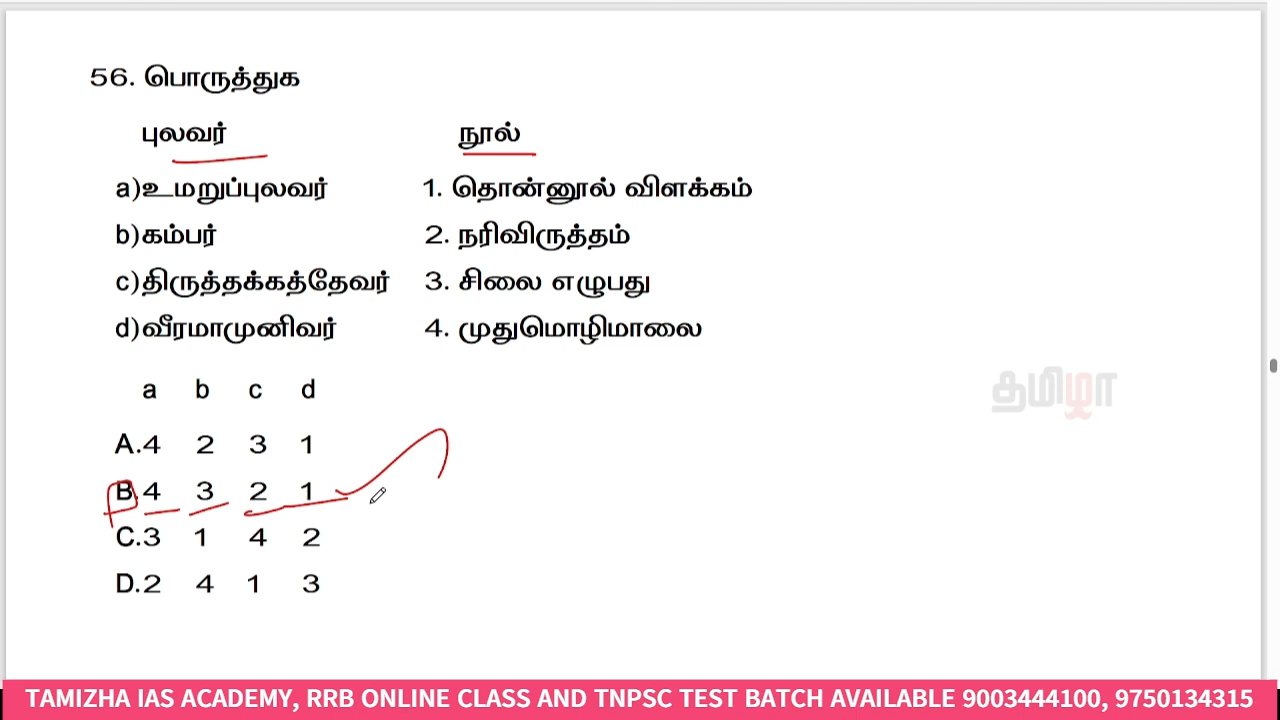 56. பொருத்துக
புலவர் நூல்
a)உமறுப்புலவர் 1. தொன்னூல் விளக்கம்
b)கம்பர் 2. நரிவிருத்தம்
c)திருத்தக்கத்தேவர் 3. சிலை எழுபது
d)வீரமாமுனிவர் 4. முதுமொழிமாலை
a b c d
A.4 2 3 1
B.4 3 2 1
C.3 1 4 2
D.2 4 1 3
தமிழா
TAMIZHA IAS ACADEMY, RRB ONLINE CLASS AND TNPSC TEST BATCH AVAILABLE 9003444100, 9750134315